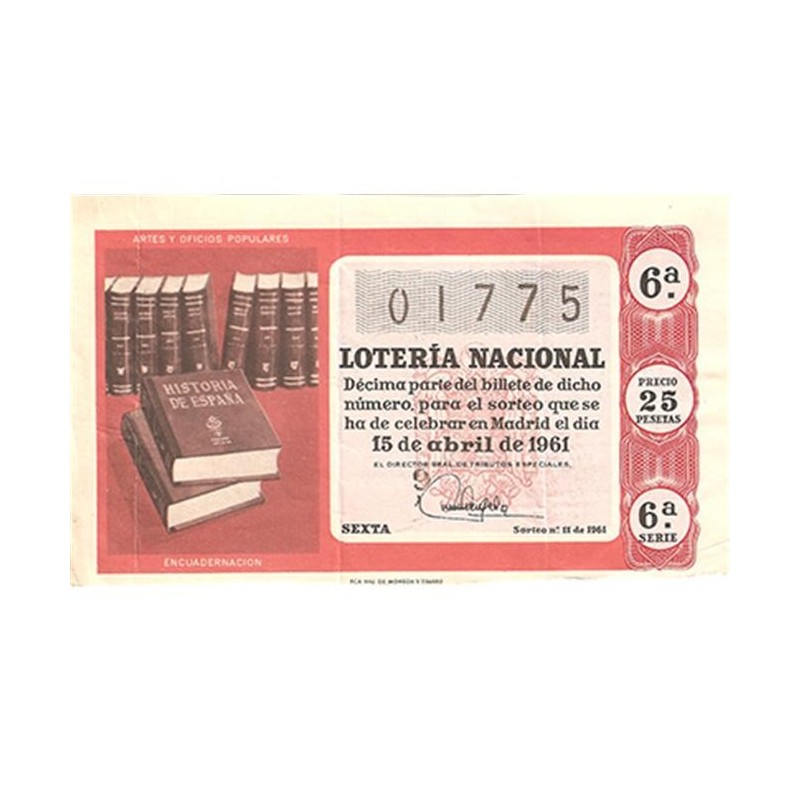 ARTES Y OFICIOS POPULARES
HISTORIA
DE ESPAÑA
ENCUADERNACION
01775
LOTERÍA NACIONAL
Décima parte del billete de dicho
número, para el sorteo que se
ha de celebrar en Madrid el dia
15 de abril de 1961
EL DIRECTOR GRAL. DE TRIBUTOS ESPECIALES,
SEXTA
Sorteo nº. 11 de 1961
6ª
PRECIO
25
PESETAS
6ª
SERIE